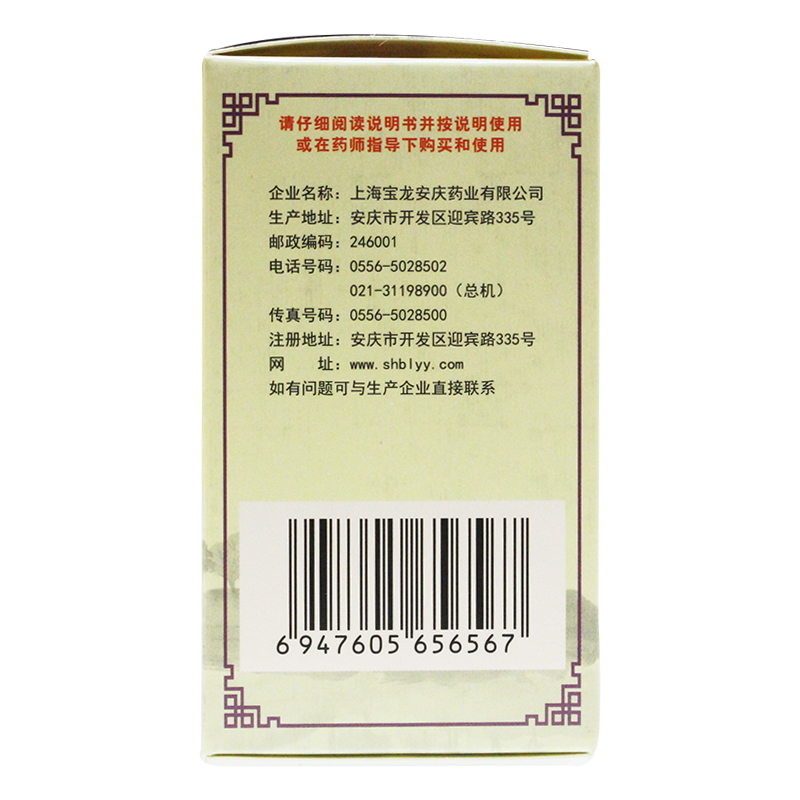 请仔细阅读说明书并按说明使用
或在药师指导下购买和使用
企业名称：上海宝龙安庆药业有限公司
生产地址：安庆市开发区迎宾路335号
邮政编码：246001
电话号码：0556-5028502
021-31198900（总机）
传真号码：0556-5028500
注册地址：安庆市开发区迎宾路335号
网　　址：www.shblyy.com
如有问题可与生产企业直接联系
6 947605 656567